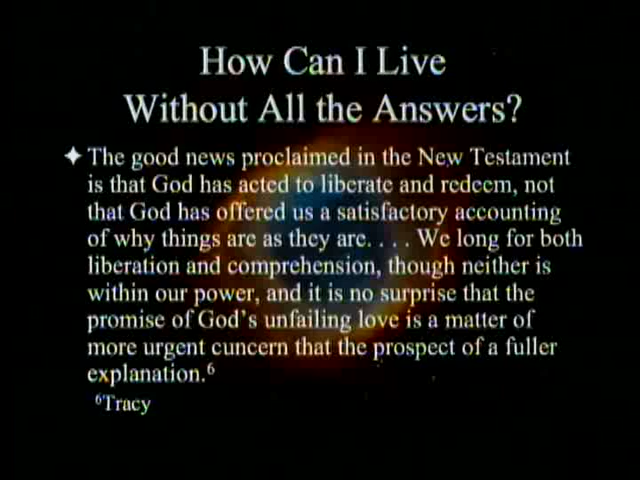 How Can I Live
Without All the Answers?
✦ The good news proclaimed in the New Testament
is that God has acted to liberate and redeem, not
that God has offered us a satisfactory accounting
of why things are as they are. . . . We long for both
liberation and comprehension, though neither is
within our power, and it is no surprise that the
promise of God's unfailing love is a matter of
more urgent cuncern that the prospect of a fuller
explanation.⁶
⁶Tracy